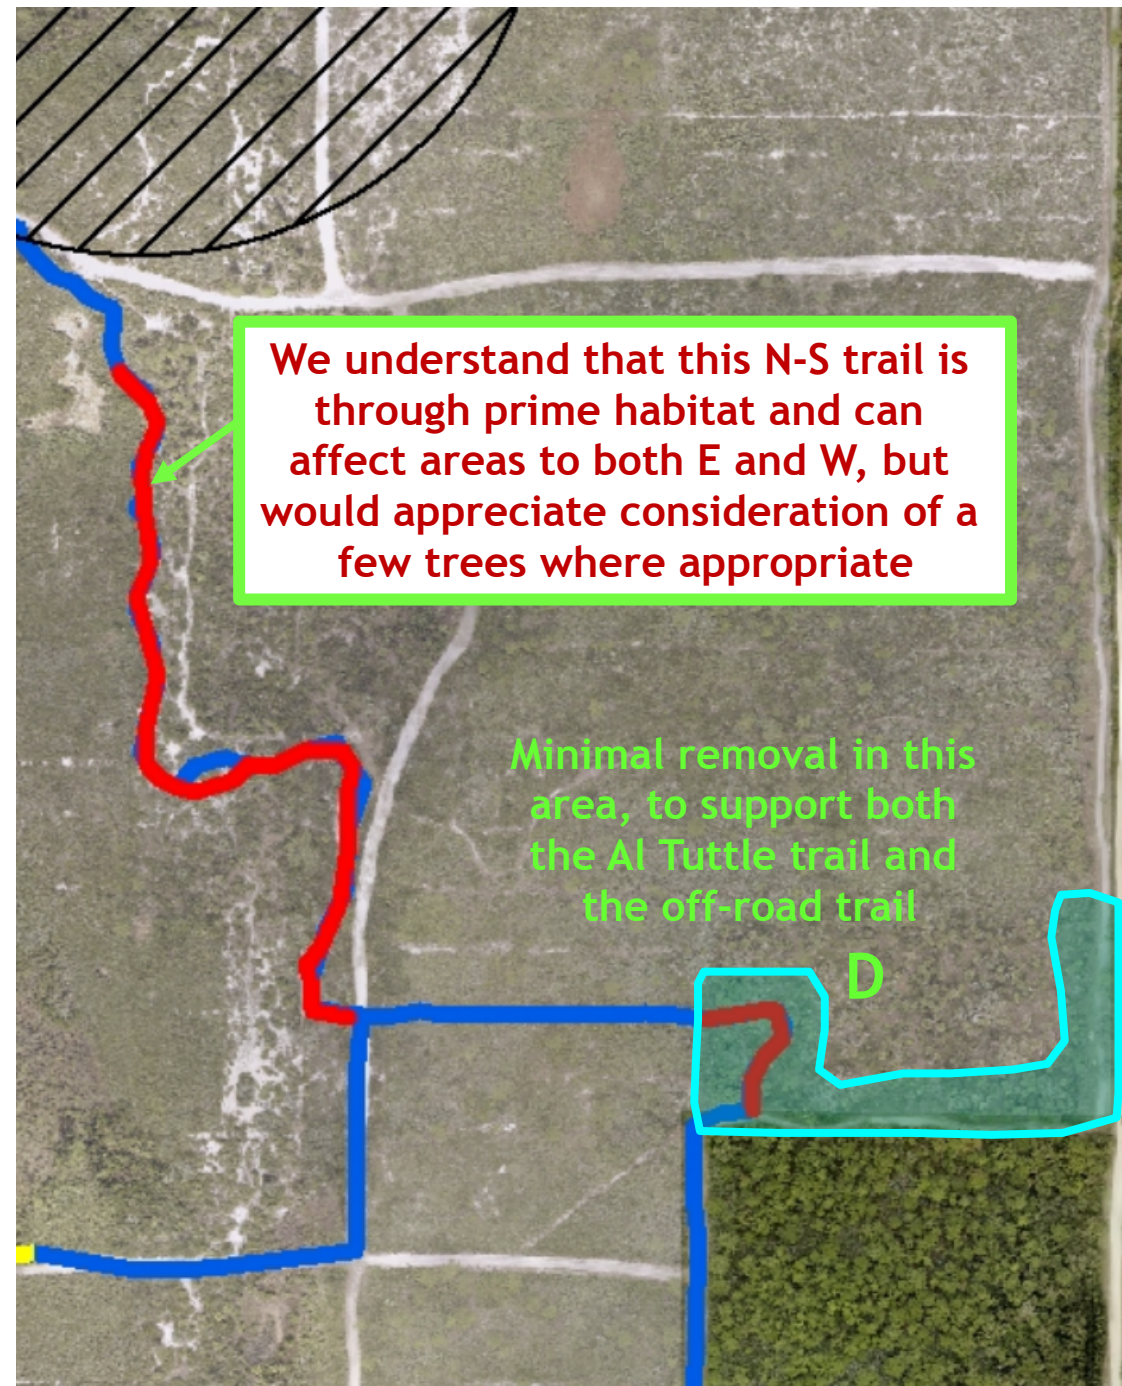 We understand that this N-S trail is
through prime habitat and can
affect areas to both E and W, but
would appreciate consideration of a
few trees where appropriate
Minimal removal in this
area, to support both
the Al Tuttle trail and
the off-road trail
D